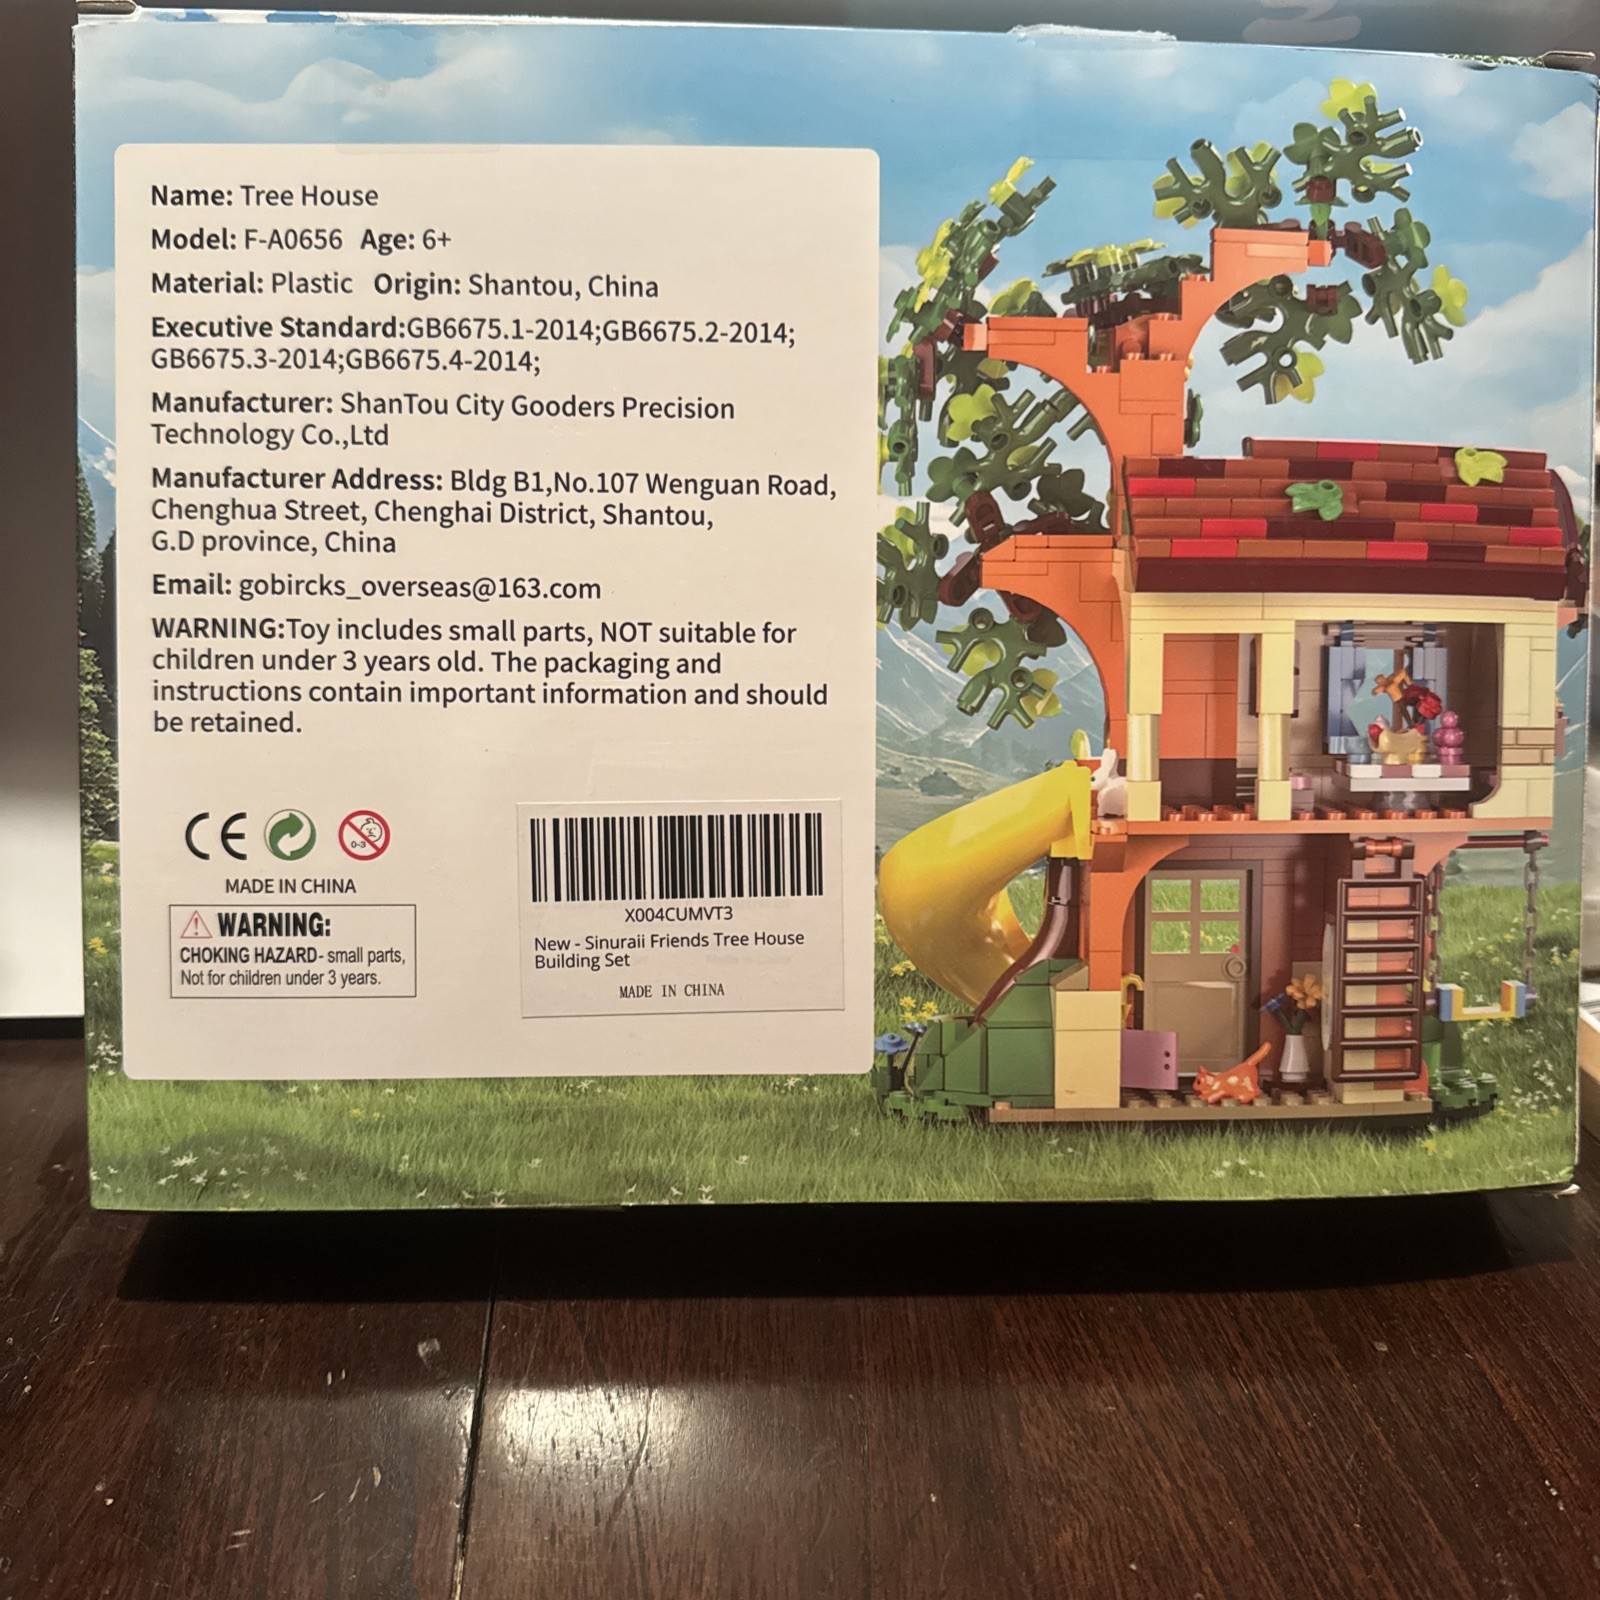 Name: Tree House
Model: F-A0656 Age: 6+
Material: Plastic Origin: Shantou, China
Executive Standard:GB6675.1-2014;GB6675.2-2014;
GB6675.3-2014;GB6675.4-2014;
Manufacturer: ShanTou City Gooders Precision
Technology Co.,Ltd
Manufacturer Address: Bldg B1,No.107 Wenguan Road,
Chenghua Street, Chenghai District, Shantou,
G.D province, China
Email: gobircks_overseas@163.com
WARNING:Toy includes small parts, NOT suitable for
children under 3 years old. The packaging and
instructions contain important information and should
be retained.
CE
0-3
MADE IN CHINA
WARNING:
CHOKING HAZARD- small parts,
Not for children under 3 years.
X004CUMVT3
New - Sinuraii Friends Tree House
Building Set
MADE IN CHINA